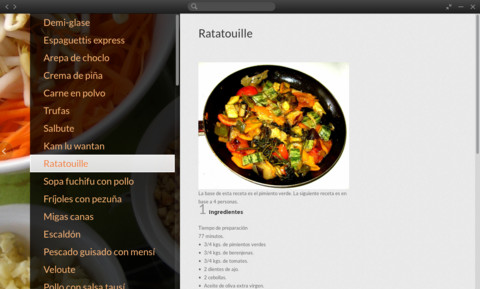 Demi-glase
Espaguettis express
Arepa de choclo
Crema de piña
Carne en polvo
Trufas
Salbute
Kam lu wantan
Ratatouille
Sopa fuchifu con pollo
Fríjoles con pezuña
Migas canas
Escaldón
Pescado guisado con mensí
Veloute
Pollo con salsa tausí
Ratatouille
La base de esta receta es el pimiente verde. La siguiente receta es en
base a 4 personas.
1 Ingredientes
Tiempo de preparación
77 minutos.
• 3/4 kgs. de pimientos verdes
• 3/4 kgs. de berenjenas.
• 3/4 kgs. de tomates.
• 2 dientes de ajo.
• 2 cebollas.
• Aceite de oliva extra virgen.